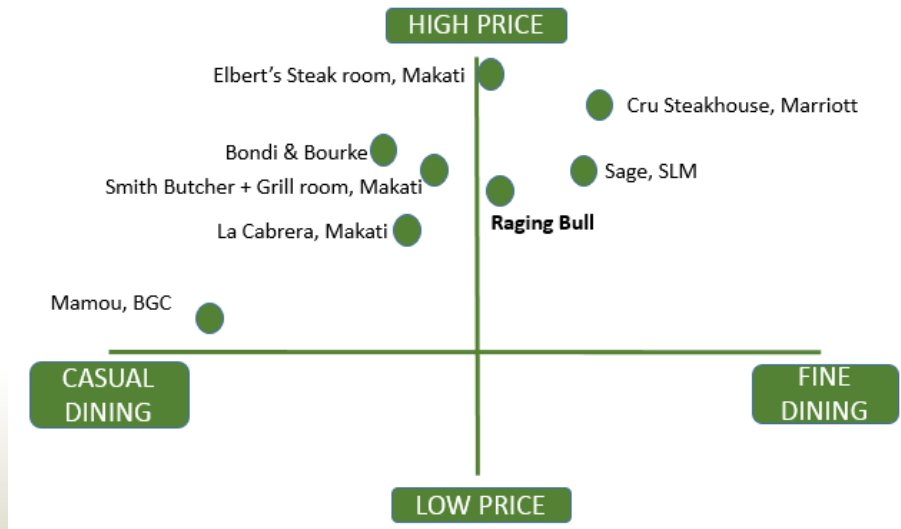 HIGH PRICE
Elbert’s Steak room, Makati
Cru Steakhouse, Marriott
Bondi & Bourke
Sage, SLM
Smith Butcher + Grill room, Makati
Raging Bull
La Cabrera, Makati
Mamou, BGC
CASUAL
DINING
FINE
DINING
LOW PRICE